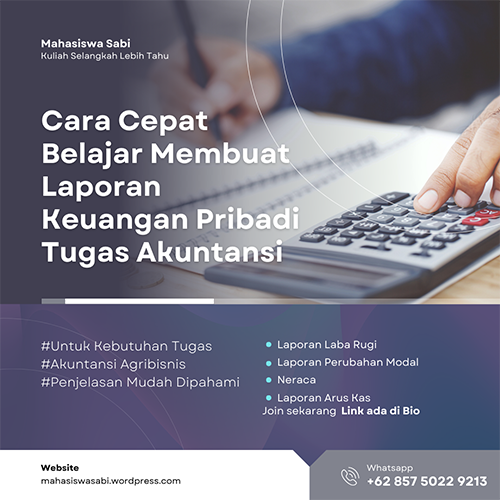 Mahasiswa Sabi
Kuliah Selangkah Lebih Tahu
Cara Cepat
Belajar Membuat
Laporan
Keuangan Pribadi
Tugas Akuntansi
#Untuk Kebutuhan Tugas
#Akuntansi Agribisnis
#Penjelasan Mudah Dipahami
Laporan Laba Rugi
Laporan Perubahan Modal
Neraca
Laporan Arus Kas
Join sekarang Link ada di Bio
Website
mahasiswasabi.wordpress.com
Whatsapp
+62 857 5022 9213